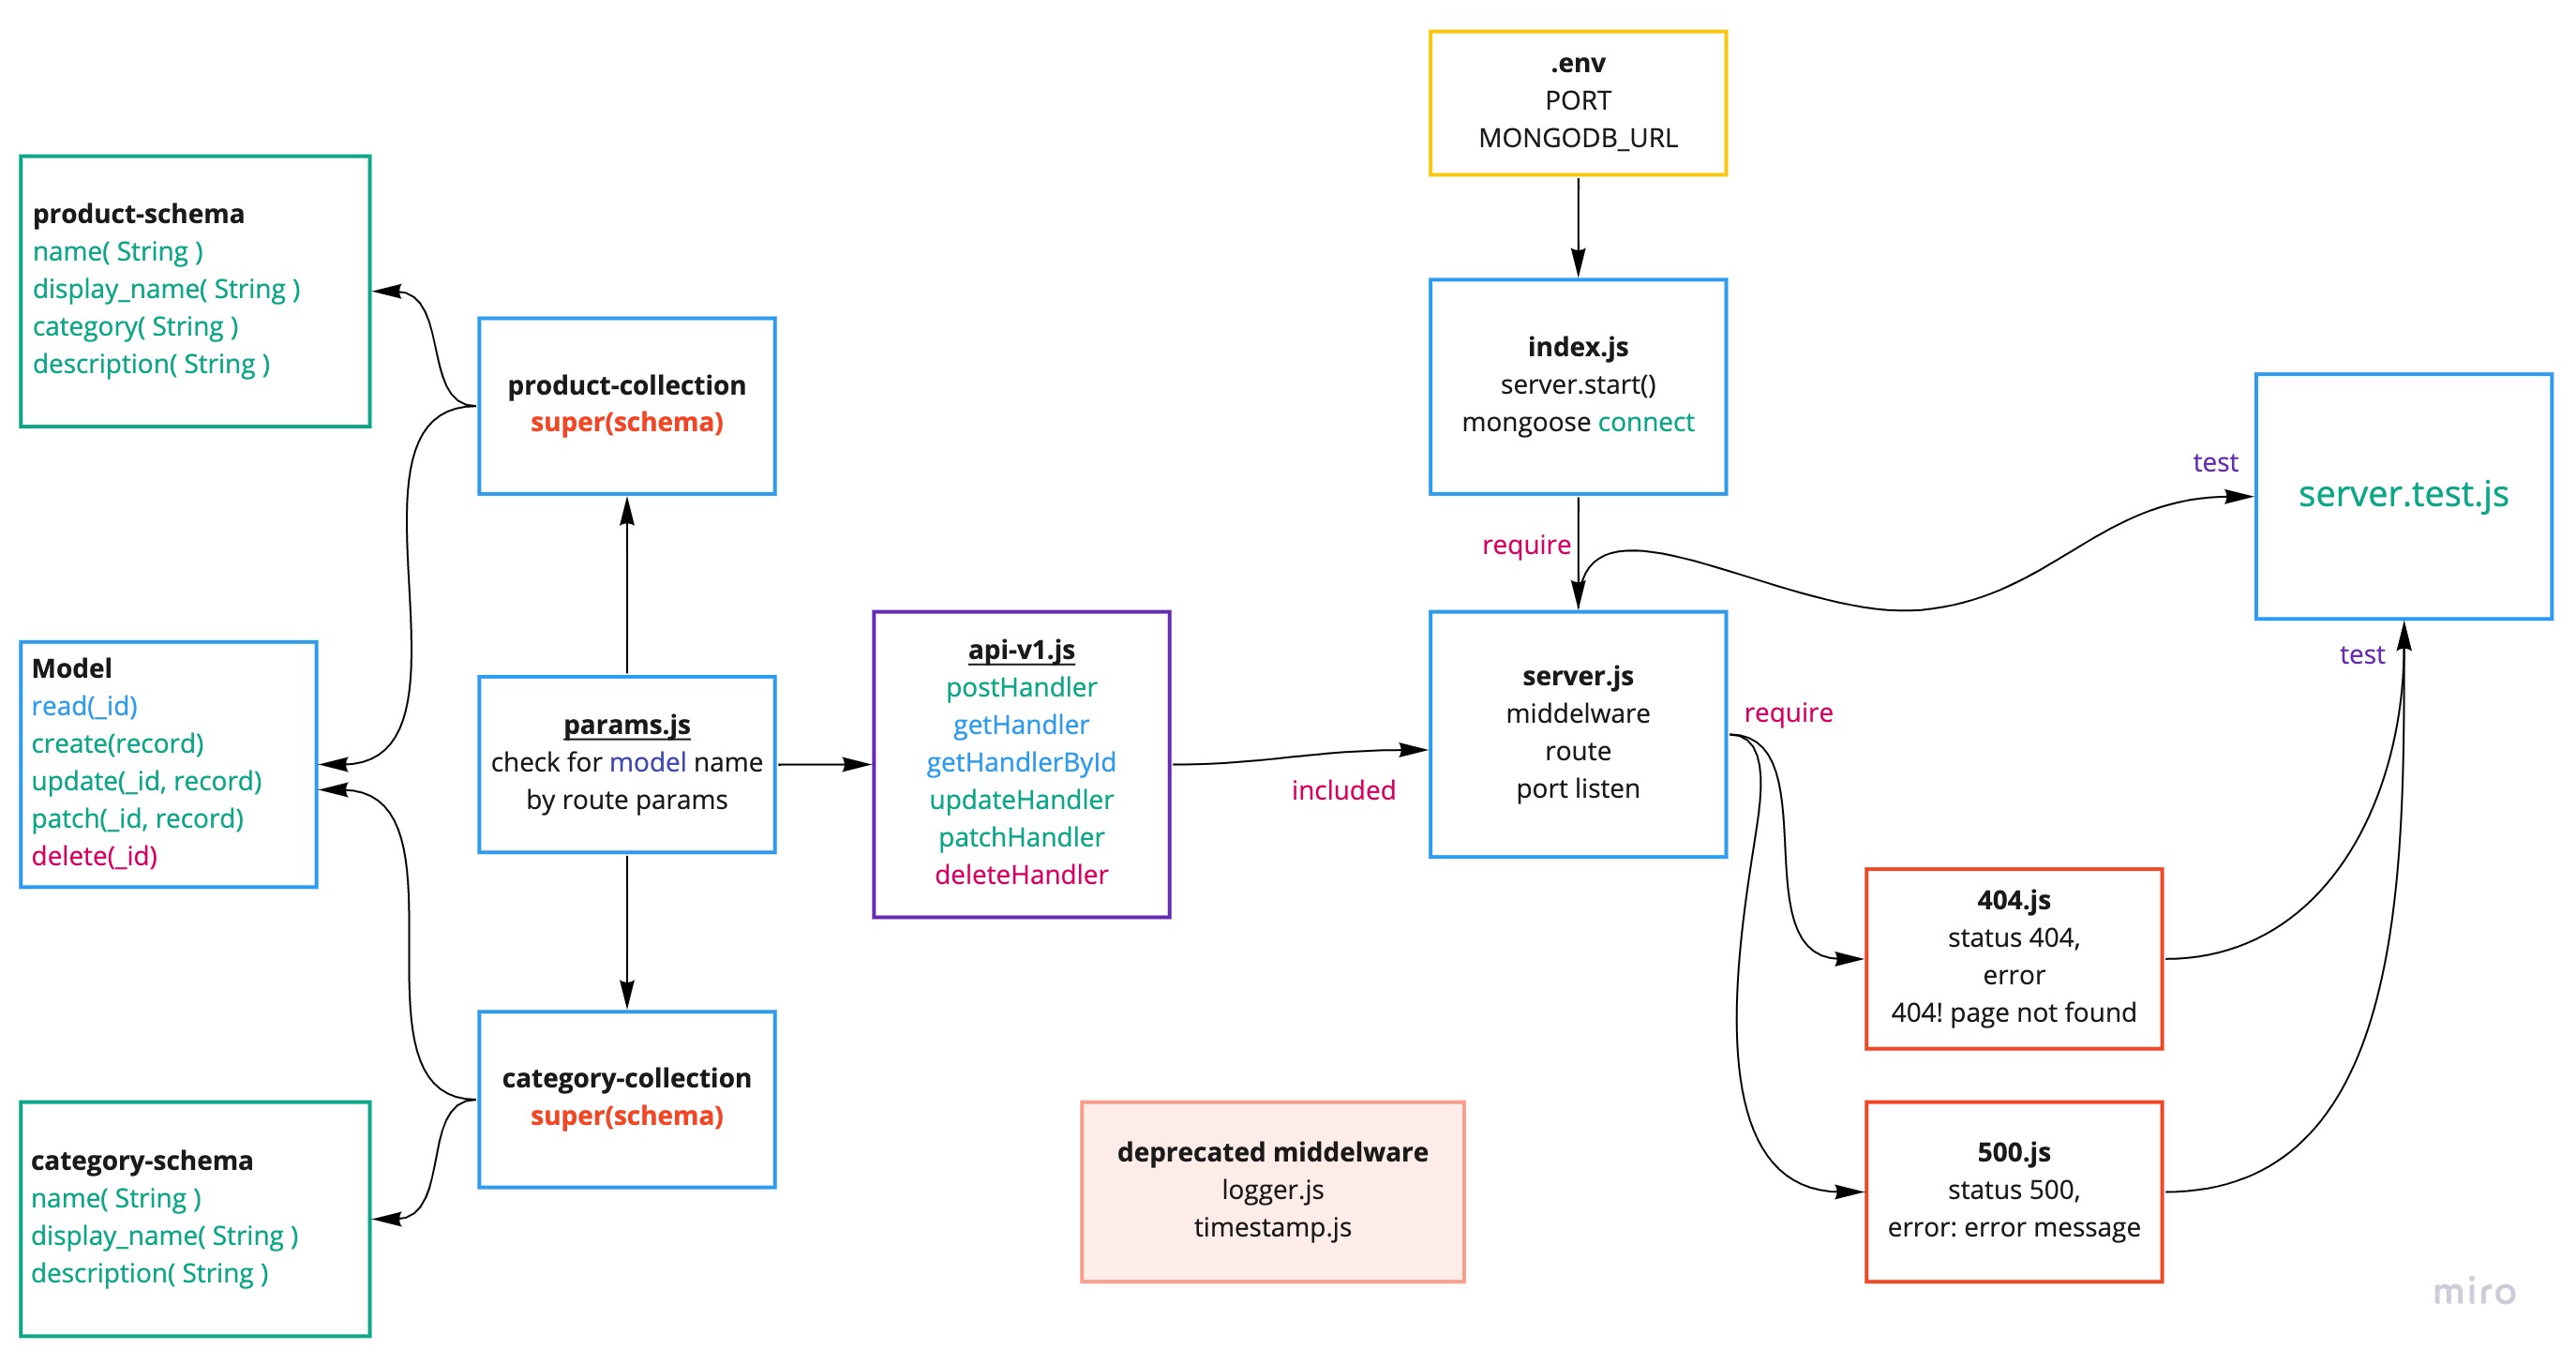 .env
PORT
MONGODB_URL
product-schema
name( String )
display_name( String )
category( String )
description( String )
product-collection
super(schema)
index.js
server.start()
mongoose connect
test
server.test.js
require
Model
read(_id)
create(record)
update(_id, record)
patch(_id, record)
delete(_id)
params.js
check for model name
by route params
api-v1.js
postHandler
getHandler
getHandlerById
updateHandler
patchHandler
deleteHandler
included
server.js
middelware
route
port listen
require
test
404.js
status 404,
error
404! page not found
category-collection
super(schema)
category-schema
name( String )
display_name( String )
description( String )
deprecated middelware
logger.js
timestamp.js
500.js
status 500,
error: error message
miro